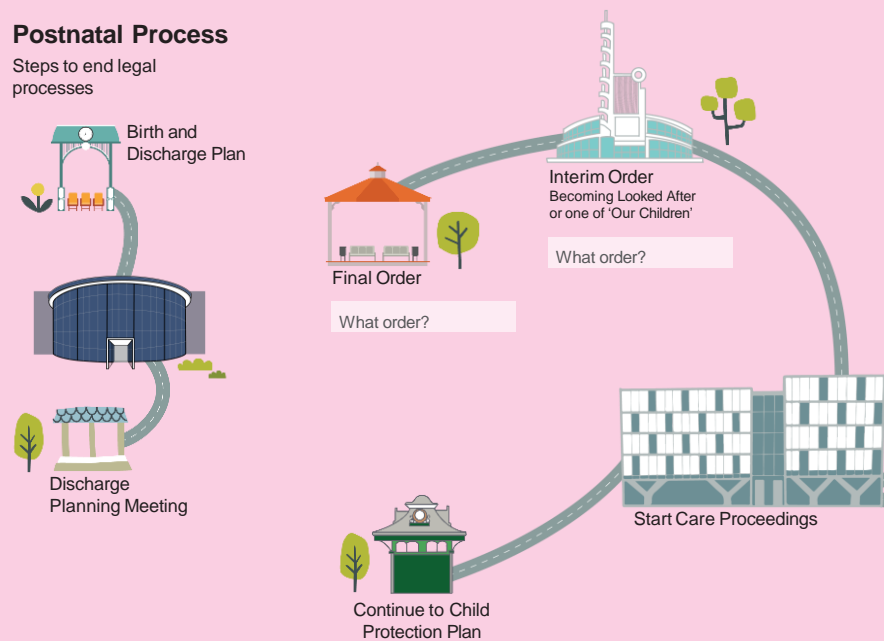 Postnatal Process
Steps to end legal
processes
Birth and
Discharge Plan
Discharge
Planning Meeting
Final Order
What order?
Interim Order
Becoming Looked After
or one of 'Our Children'
What order?
Start Care Proceedings
Continue to Child
Protection Plan